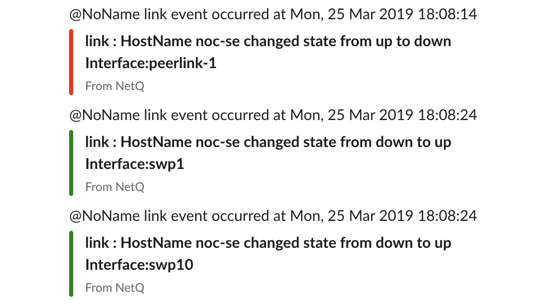 @NoName link event occurred at Mon, 25 Mar 2019 18:08:14
link : HostName noc-se changed state from up to down
Interface:peerlink-1
From NetQ
@NoName link event occurred at Mon, 25 Mar 2019 18:08:24
link : HostName noc-se changed state from down to up
Interface:swp1
From NetQ
@NoName link event occurred at Mon, 25 Mar 2019 18:08:24
link : HostName noc-se changed state from down to up
Interface:swp10
From NetQ